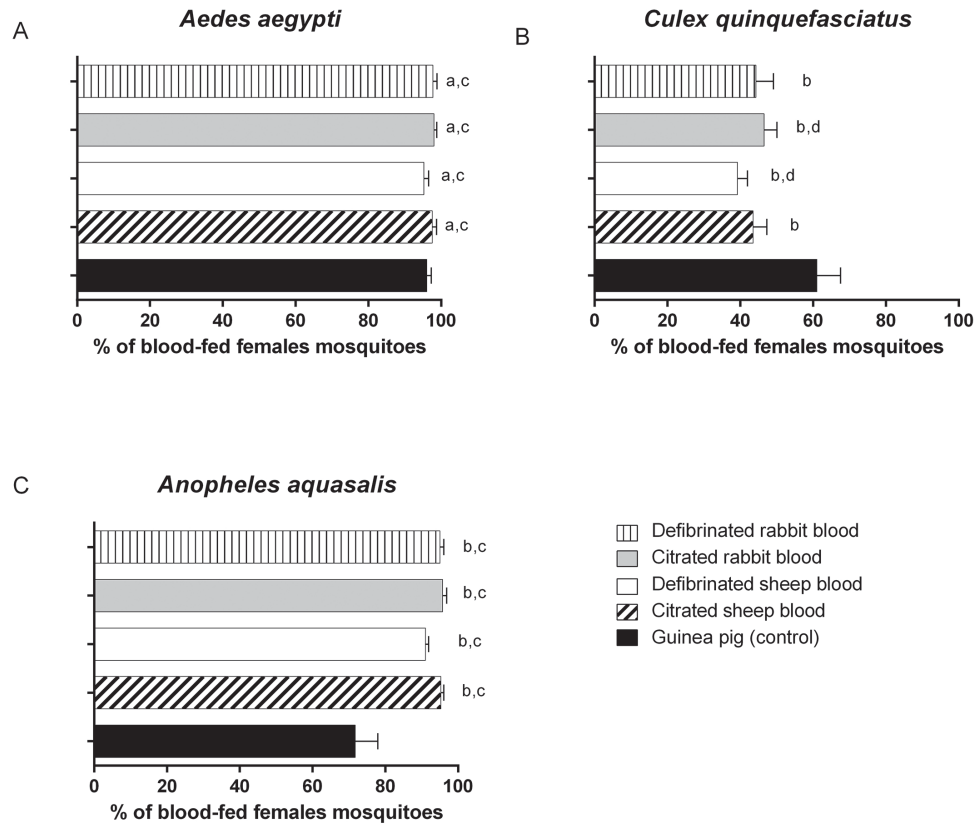 A
Aedes aegypti
a,c
a,c
a,c
a,c
0 20 40 60 80 100
% of blood-fed females mosquitoes
B
Culex quinquefasciatus
b
b,d
b,d
b
0 20 40 60 80 100
% of blood-fed females mosquitoes
C
Anopheles aquasalis
b,c
b,c
b,c
b,c
0 20 40 60 80 100
% of blood-fed females mosquitoes
Defibrinated rabbit blood
Citrated rabbit blood
Defibrinated sheep blood
Citrated sheep blood
Guinea pig (control)